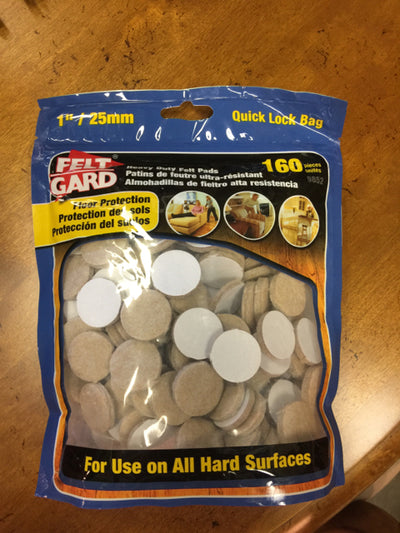 1" / 25mm
Quick Lock Bag
FELT
GARD
Heavy Duty Felt Pads
Patins de feutre ultra-résistant
Almohadillas de fieltro alta resistencia
160 pieces
unités
9852
Floor Protection
Protection des sols
Protección del suelos
For Use on All Hard Surfaces